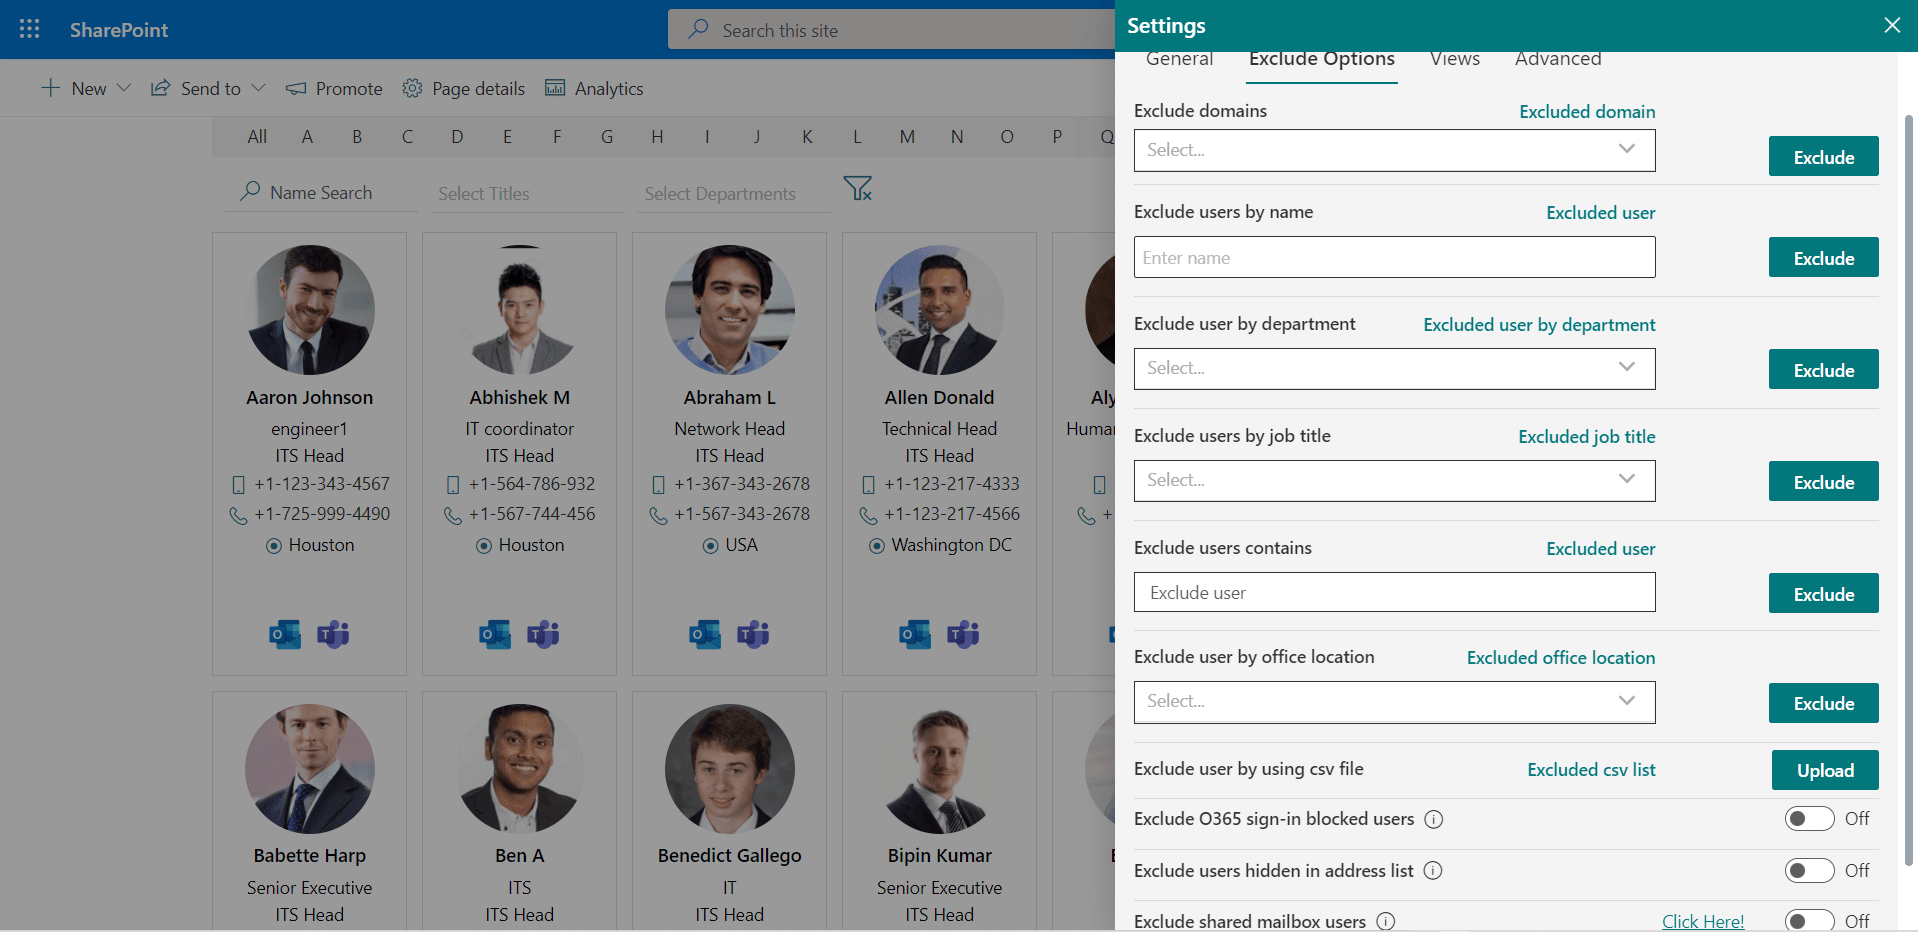 SharePoint
Search this site
Settings
New
Send to
Promote
Page details
Analytics
General
Exclude Options
Views
Advanced
All A B C D E F G H I J K L M N O P Q
Name Search
Select Titles
Select Departments
Aaron Johnson
engineer1
ITS Head
+1-123-343-4567
+1-725-999-4490
Houston
Abhishek M
IT coordinator
ITS Head
+1-564-786-932
+1-567-744-456
Houston
Abraham L
Network Head
ITS Head
+1-367-343-2678
+1-567-343-2678
USA
Allen Donald
Technical Head
ITS Head
+1-123-217-4333
+1-123-217-4566
Washington DC
Aly
Human
+
Babette Harp
Senior Executive
ITS Head
Ben A
ITS
ITS Head
Benedict Gallego
IT
ITS Head
Bipin Kumar
Senior Executive
ITS Head
Exclude domains
Excluded domain
Select...
Exclude
Exclude users by name
Excluded user
Enter name
Exclude
Exclude user by department
Excluded user by department
Select...
Exclude
Exclude users by job title
Excluded job title
Select...
Exclude
Exclude users contains
Excluded user
Exclude user
Exclude
Exclude user by office location
Excluded office location
Select...
Exclude
Exclude user by using csv file
Excluded csv list
Upload
Exclude O365 sign-in blocked users
Off
Exclude users hidden in address list
Off
Exclude shared mailbox users
Click Here!
Off